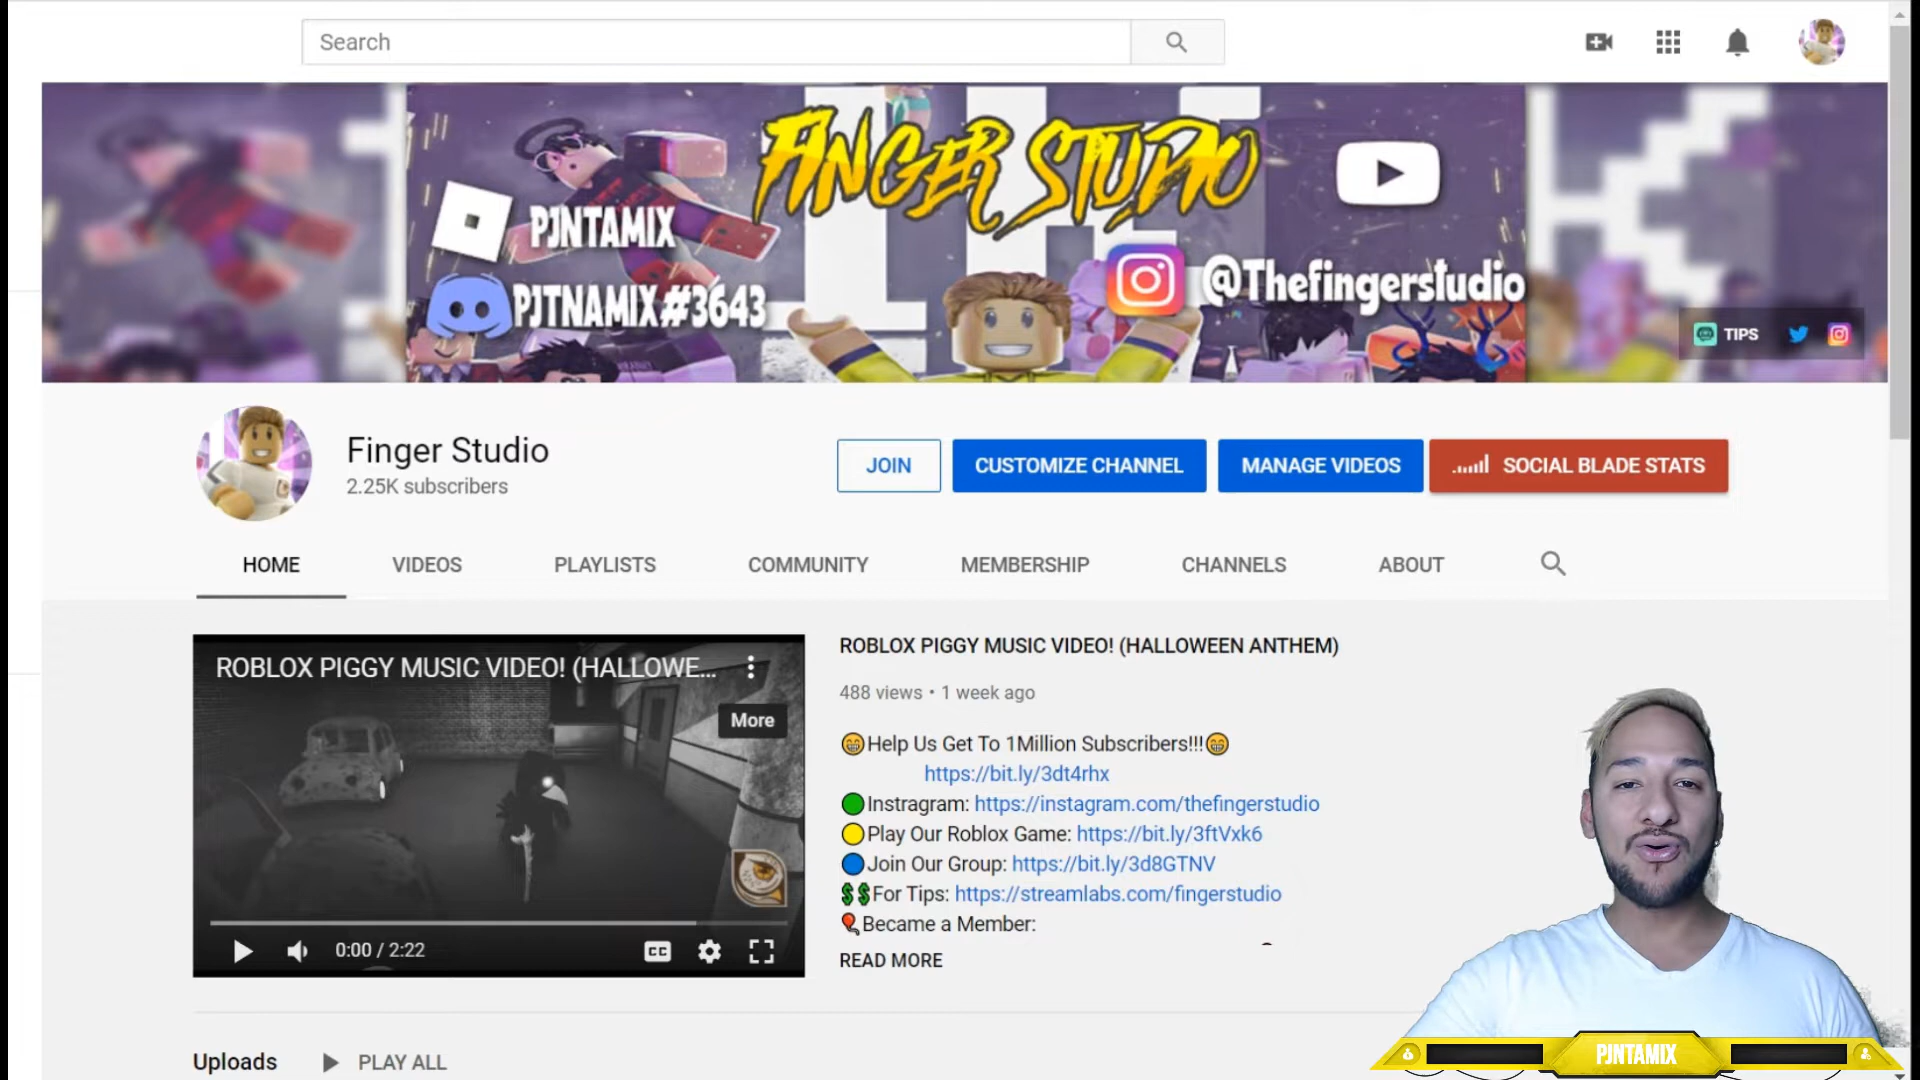 Search
FINGER STUDIO
PJNTAMIX
PJTNAMIX#3643
@Thefingerstudio
TIPS
Finger Studio
2.25K subscribers
JOIN
CUSTOMIZE CHANNEL
MANAGE VIDEOS
SOCIAL BLADE STATS
HOME
VIDEOS
PLAYLISTS
COMMUNITY
MEMBERSHIP
CHANNELS
ABOUT
ROBLOX PIGGY MUSIC VIDEO! (HALLOWE...
More
0:00 / 2:22
CC
ROBLOX PIGGY MUSIC VIDEO! (HALLOWEEN ANTHEM)
488 views • 1 week ago
😁Help Us Get To 1Million Subscribers!!!😁
https://bit.ly/3dt4rhx
🟢Instragram: https://instagram.com/thefingerstudio
🟡Play Our Roblox Game: https://bit.ly/3ftVxk6
🔵Join Our Group: https://bit.ly/3d8GTNV
💲💲For Tips: https://streamlabs.com/fingerstudio
🎈Became a Member:
READ MORE
Uploads
PLAY ALL
PJNTAMIX